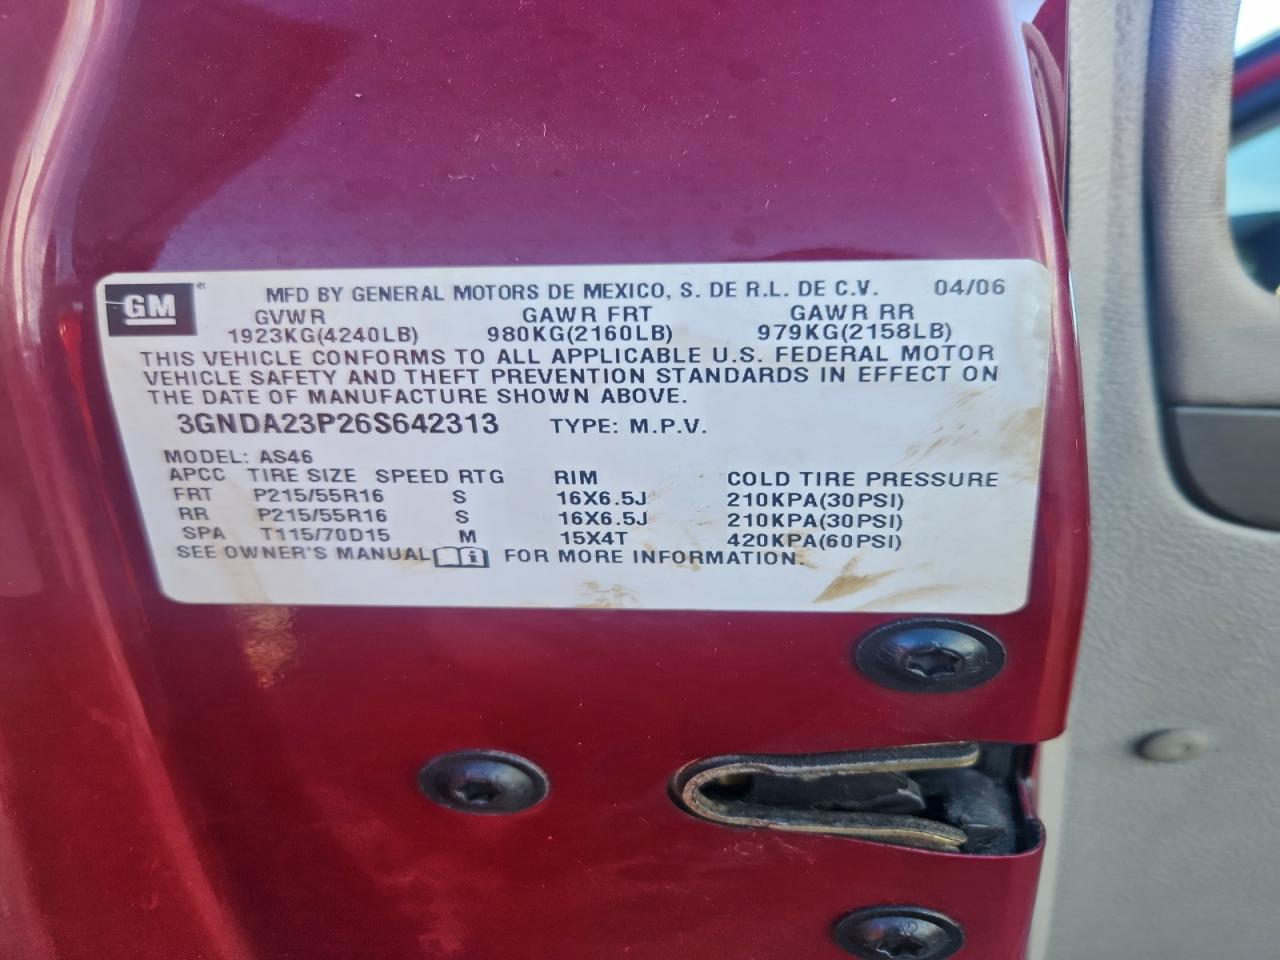 GM
MFD BY GENERAL MOTORS DE MEXICO, S. DE R.L. DE C.V. 04/06
GVWR GAWR FRT GAWR RR
1923KG(4240LB) 980KG(2160LB) 979KG(2158LB)
THIS VEHICLE CONFORMS TO ALL APPLICABLE U.S. FEDERAL MOTOR
VEHICLE SAFETY AND THEFT PREVENTION STANDARDS IN EFFECT ON
THE DATE OF MANUFACTURE SHOWN ABOVE.
3GNDA23P26S642313 TYPE: M.P.V.
MODEL: AS46
APCC TIRE SIZE SPEED RTG RIM COLD TIRE PRESSURE
FRT P215/55R16 S 16X6.5J 210KPA(30PSI)
RR P215/55R16 S 16X6.5J 210KPA(30PSI)
SPA T115/70D15 M 15X4T 420KPA(60PSI)
SEE OWNER'S MANUAL i FOR MORE INFORMATION.